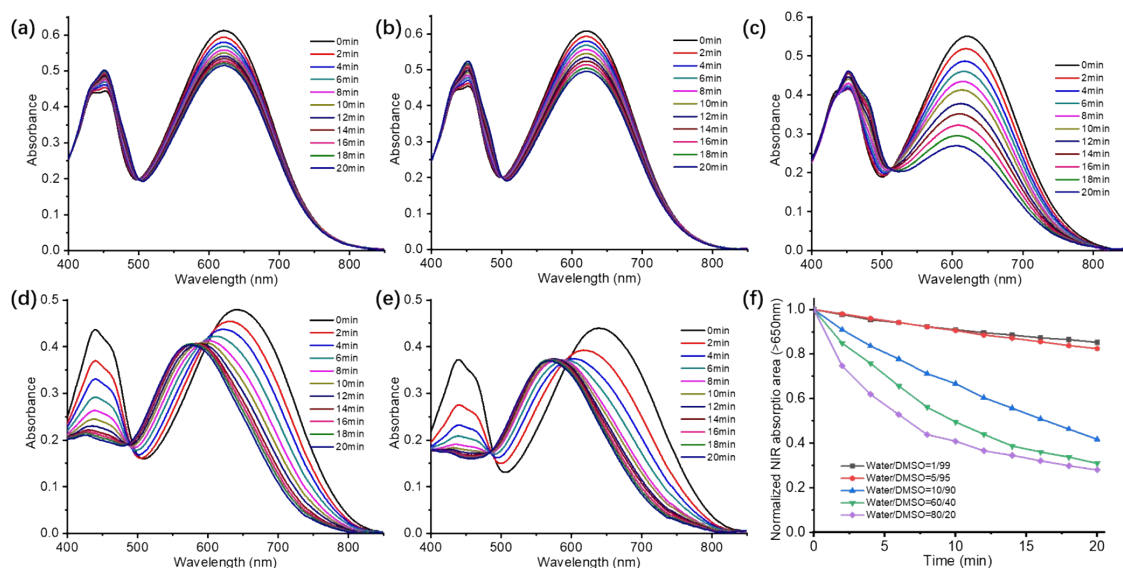 (a)
0.6
0.5
0.4
0.3
0.2
0.1
0.0
Absorbance
400 500 600 700 800
Wavelength (nm)
0min
2min
4min
6min
8min
10min
12min
14min
16min
18min
20min
(b)
0.6
0.5
0.4
0.3
0.2
0.1
0.0
Absorbance
400 500 600 700 800
Wavelength (nm)
0min
2min
4min
6min
8min
10min
12min
14min
16min
18min
20min
(c)
0.6
0.5
0.4
0.3
0.2
0.1
0.0
Absorbance
400 500 600 700 800
Wavelength (nm)
0min
2min
4min
6min
8min
10min
12min
14min
16min
18min
20min
(d)
0.5
0.4
0.3
0.2
0.1
0.0
Absorbance
400 500 600 700 800
Wavelength (nm)
0min
2min
4min
6min
8min
10min
12min
14min
16min
18min
20min
(e)
0.5
0.4
0.3
0.2
0.1
0.0
Absorbance
400 500 600 700 800
Wavelength (nm)
0min
2min
4min
6min
8min
10min
12min
14min
16min
18min
20min
(f)
1.0
0.8
0.6
0.4
0.2
0.0
Normalized NIR absorptio area (>650nm)
Water/DMSO=1/99
Water/DMSO=5/95
Water/DMSO=10/90
Water/DMSO=60/40
Water/DMSO=80/20
0 5 10 15 20
Time (min)